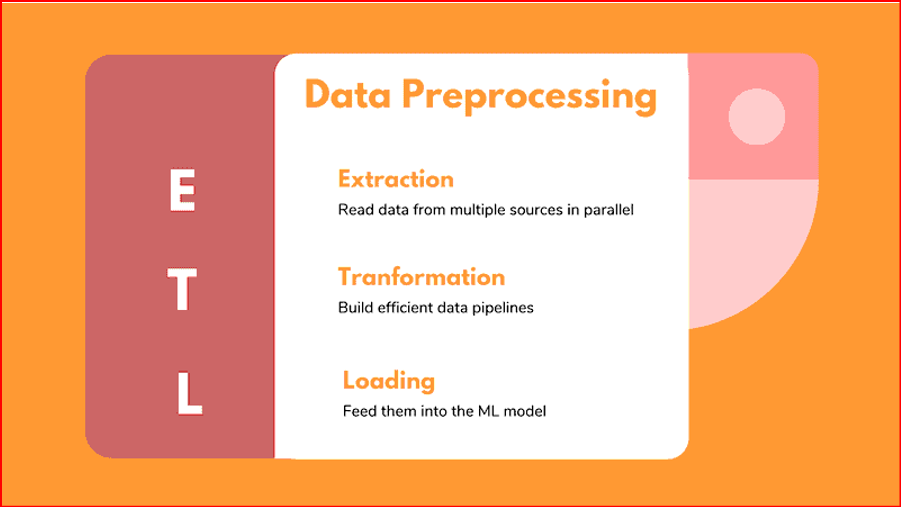 Data Preprocessing
E
Extraction
Read data from multiple sources in parallel
T
Tranformation
Build efficient data pipelines
L
Loading
Feed them into the ML model